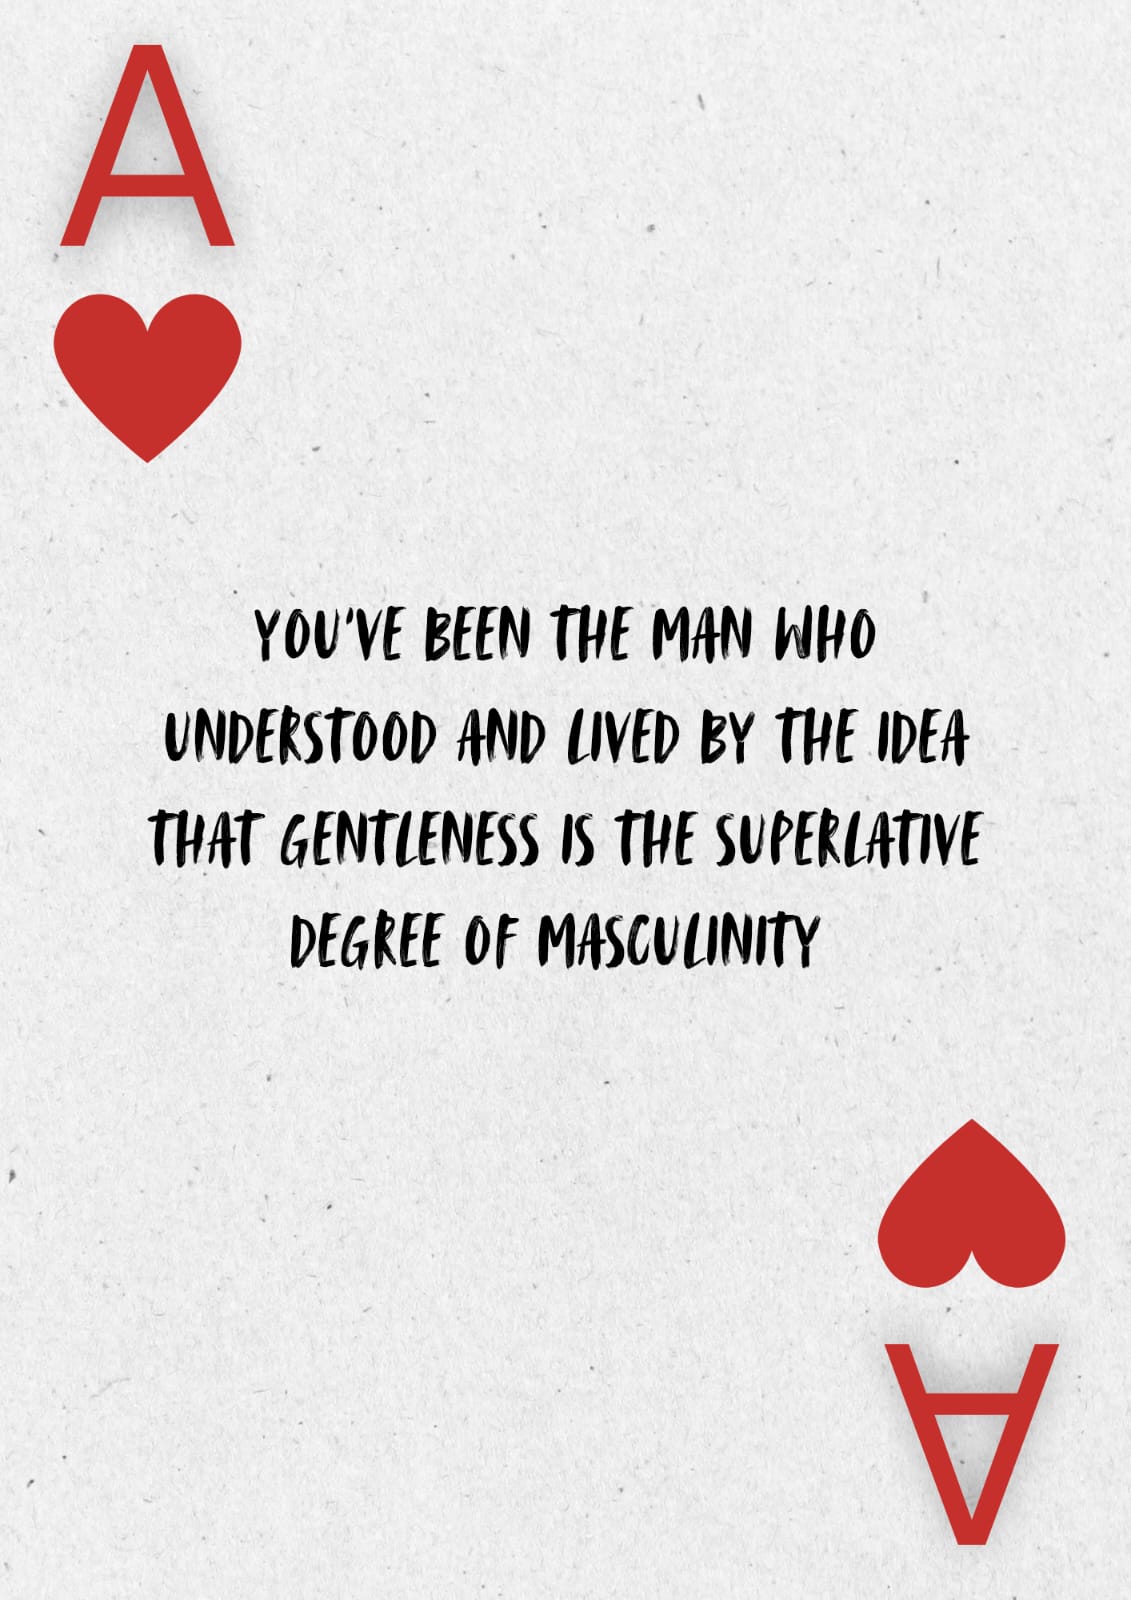 A
YOU'VE BEEN THE MAN WHO
UNDERSTOOD AND LIVED BY THE IDEA
THAT GENTLENESS IS THE SUPERLATIVE
DEGREE OF MASCULINITY
A